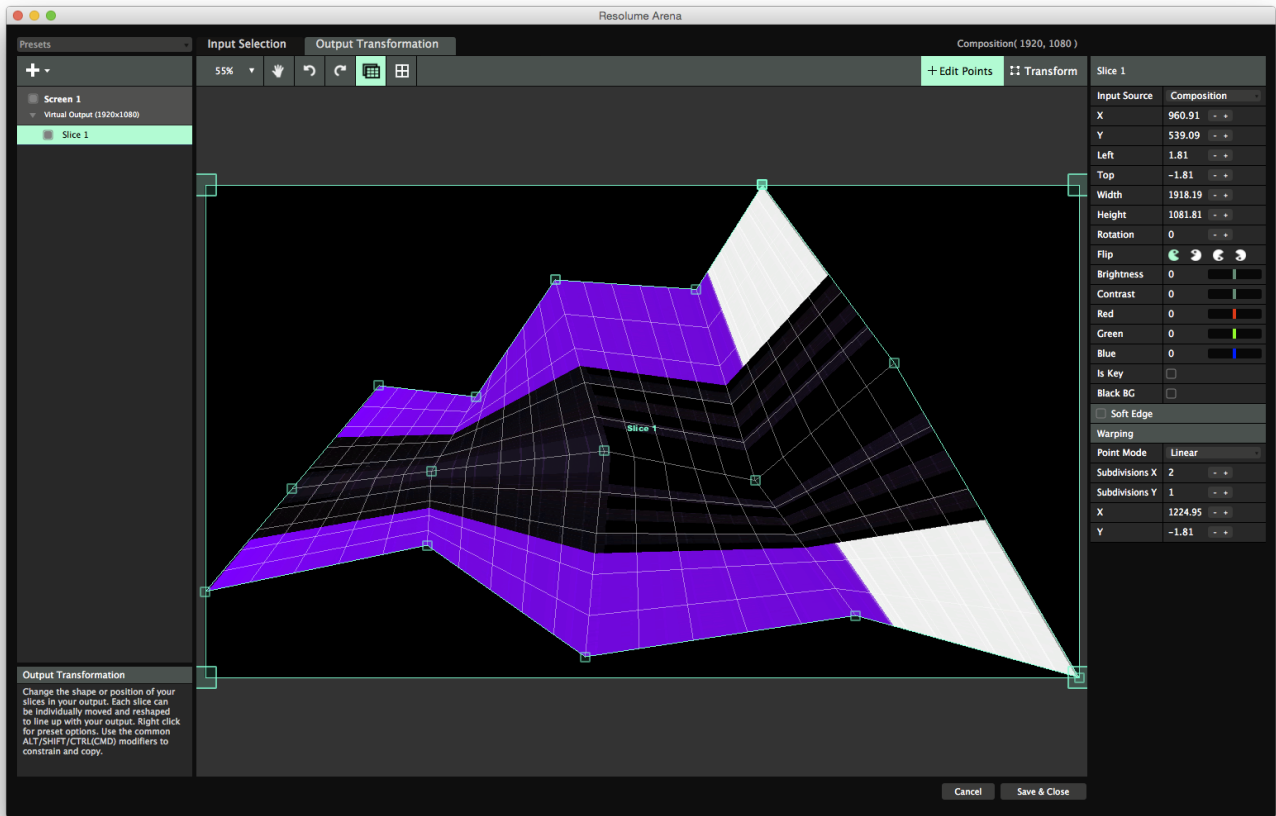 Resolume Arena
Presets
Input Selection
Output Transformation
Composition( 1920, 1080 )
55%
+ Edit Points
Transform
Slice 1
Screen 1
Virtual Output (1920x1080)
Slice 1
Input Source Composition
X 960.91 - +
Y 539.09 - +
Left 1.81 - +
Top -1.81 - +
Width 1918.19 - +
Height 1081.81 - +
Rotation 0 - +
Flip
Brightness 0
Contrast 0
Red 0
Green 0
Blue 0
Is Key
Black BG
Soft Edge
Warping
Point Mode Linear
Subdivisions X 2 - +
Subdivisions Y 1 - +
X 1224.95 - +
Y -1.81 - +
Slice 1
Output Transformation
Change the shape or position of your
slices in your output. Each slice can
be individually moved and reshaped
to line up with your output. Right click
for preset options. Use the common
ALT/SHIFT/CTRL(CMD) modifiers to
constrain and copy.
Cancel
Save & Close